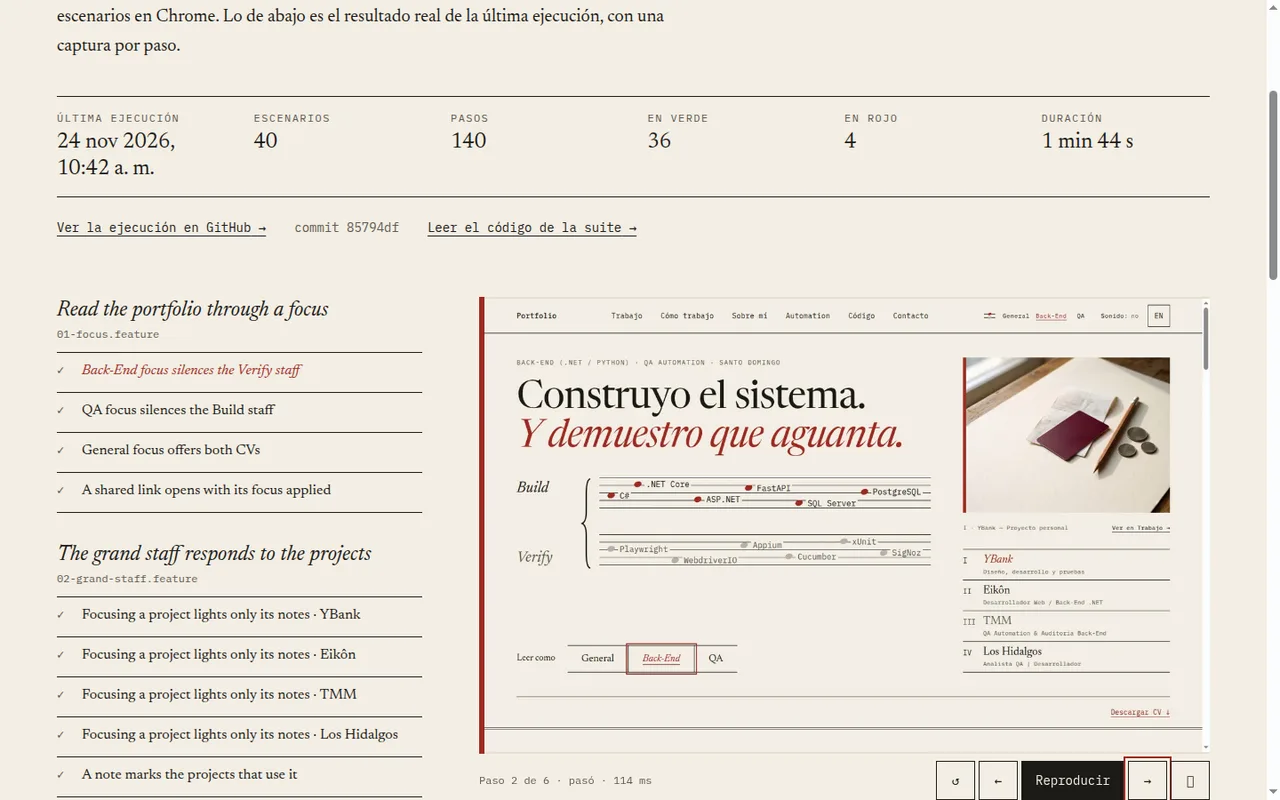 escenarios en Chrome. Lo de abajo es el resultado real de la última ejecución, con una
captura por paso.
ÚLTIMA EJECUCIÓN
24 nov 2026,
10:42 a. m.
ESCENARIOS
40
PASOS
140
EN VERDE
36
EN ROJO
4
DURACIÓN
1 min 44 s
Ver la ejecución en GitHub →
commit 85794df
Leer el código de la suite →
Read the portfolio through a focus
01-focus.feature
✓ Back-End focus silences the Verify staff
✓ QA focus silences the Build staff
✓ General focus offers both CVs
✓ A shared link opens with its focus applied
The grand staff responds to the projects
02-grand-staff.feature
✓ Focusing a project lights only its notes · YBank
✓ Focusing a project lights only its notes · Eikôn
✓ Focusing a project lights only its notes · TMM
✓ Focusing a project lights only its notes · Los Hidalgos
✓ A note marks the projects that use it
Portfolio
Trabajo Cómo trabajo Sobre mí Automation Código Contacto
General Back-End QA
Sonido: no
EN
BACK-END (.NET / PYTHON) · QA AUTOMATION · SANTO DOMINGO
Construyo el sistema.
Y demuestro que aguanta.
Build
.NET Core
FastAPI
PostgreSQL
C#
ASP.NET
SQL Server
Verify
Playwright
Appium
xUnit
WebdriverIO
Cucumber
SigNoz
Leer como
General
Back-End
QA
I · YBank — Proyecto personal
Ver en Trabajo →
I YBank
Diseño, desarrollo y pruebas
II Eikôn
Desarrollador Web / Back-End .NET
III TMM
QA Automation & Auditoría Back-End
IV Los Hidalgos
Analista QA | Desarrollador
Descargar CV ↓
Paso 2 de 6 · pasó · 114 ms
↺ ← Reproducir →